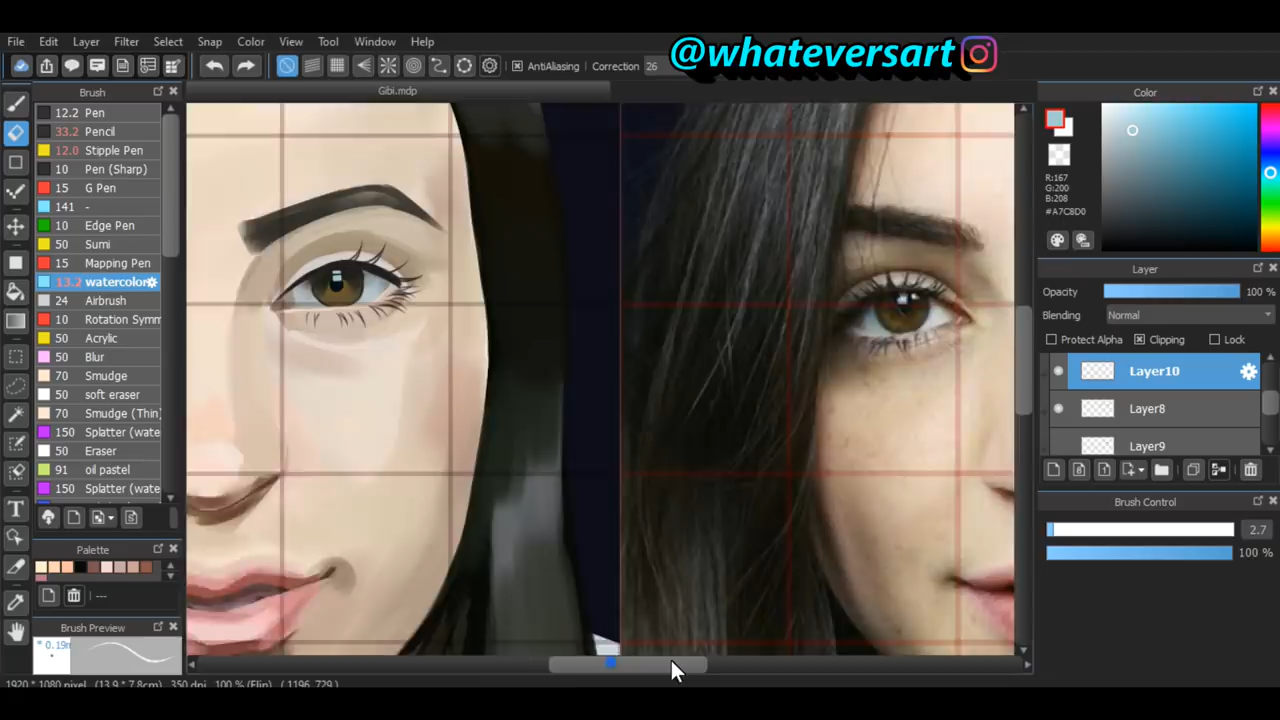 @whateversart
File Edit Layer Filter Select Snap Color View Tool Window Help
AntiAliasing Correction 26
Brush
Gibi.mdp
Color
12.2 Pen
33.2 Pencil
12.0 Stipple Pen
10 Pen (Sharp)
15 G Pen
141 -
10 Edge Pen
50 Sumi
15 Mapping Pen
13.2 watercolor
24 Airbrush
10 Rotation Symm
50 Acrylic
50 Blur
70 Smudge
50 soft eraser
70 Smudge (Thin)
150 Splatter (wate
50 Eraser
91 oil pastel
150 Splatter (wate
R:167
G:200
B:208
#A7C8D0
Layer
Opacity 100 %
Blending Normal
Protect Alpha Clipping Lock
Layer10
Layer8
Layer9
Brush Control
2.7
100 %
Palette
---
Brush Preview
0.19m
1920 * 1080 pixel (13.9 * 7.8cm) 350 dpi 100 % (Flip) ( 1196, 729 )